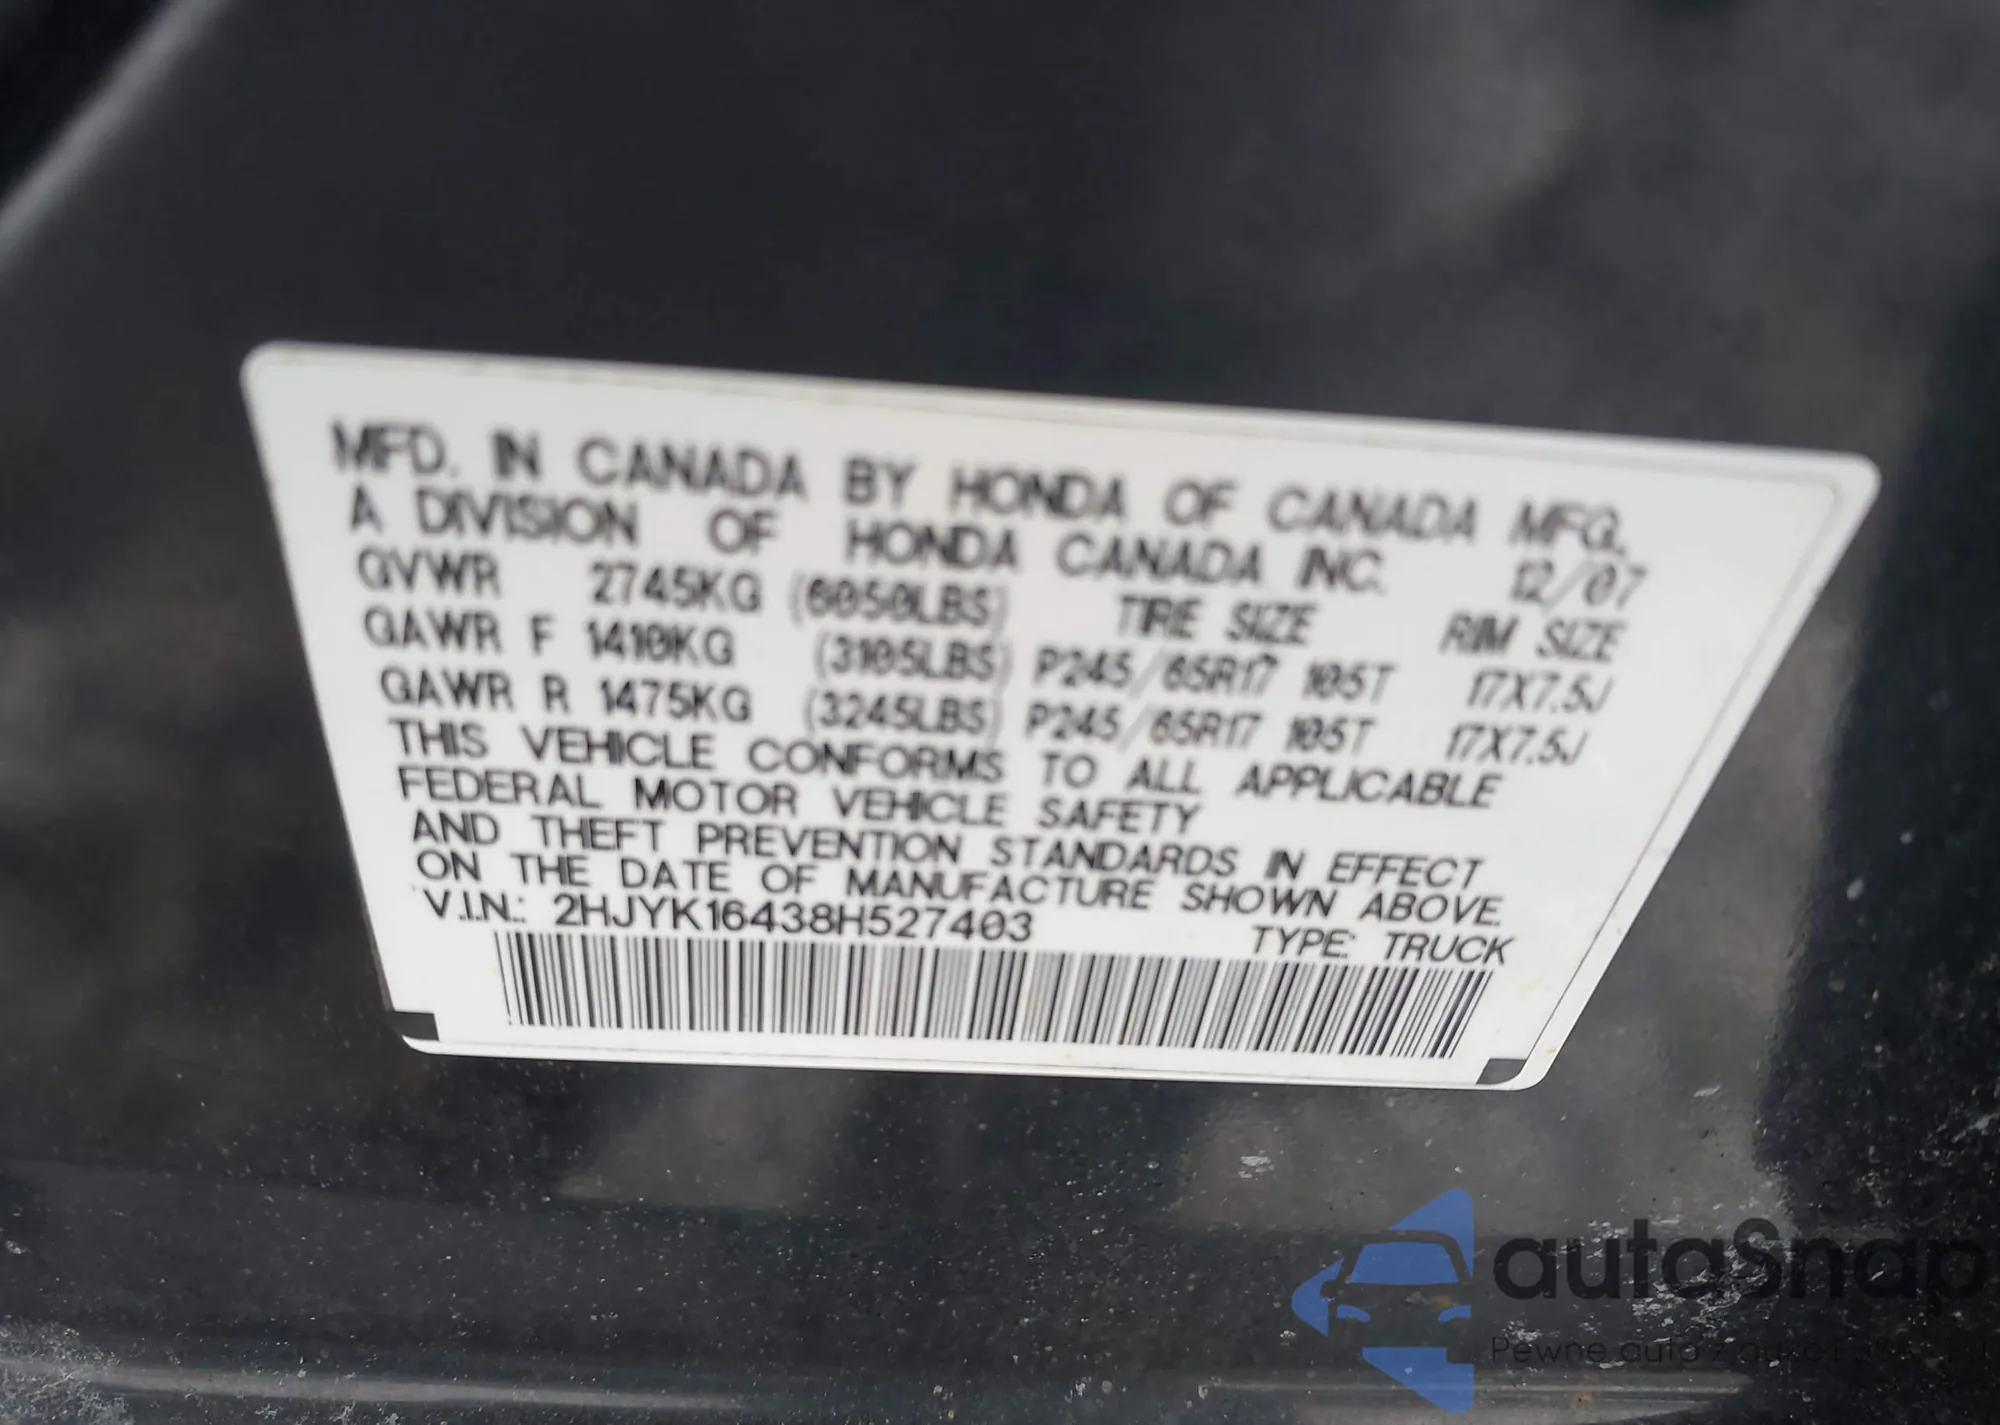 MFD. IN CANADA BY HONDA OF CANADA MFG.
A DIVISION OF HONDA CANADA INC. 12/07
GVWR 2745KG (6050LBS) TIRE SIZE RIM SIZE
GAWR F 1410KG (3105LBS) P245/65R17 105T 17X7.5J
GAWR R 1475KG (3245LBS) P245/65R17 105T 17X7.5J
THIS VEHICLE CONFORMS TO ALL APPLICABLE
FEDERAL MOTOR VEHICLE SAFETY
AND THEFT PREVENTION STANDARDS IN EFFECT
ON THE DATE OF MANUFACTURE SHOWN ABOVE.
V.I.N.: 2HJYK16438H527403
TYPE: TRUCK
autaSnap
Pewne auta z